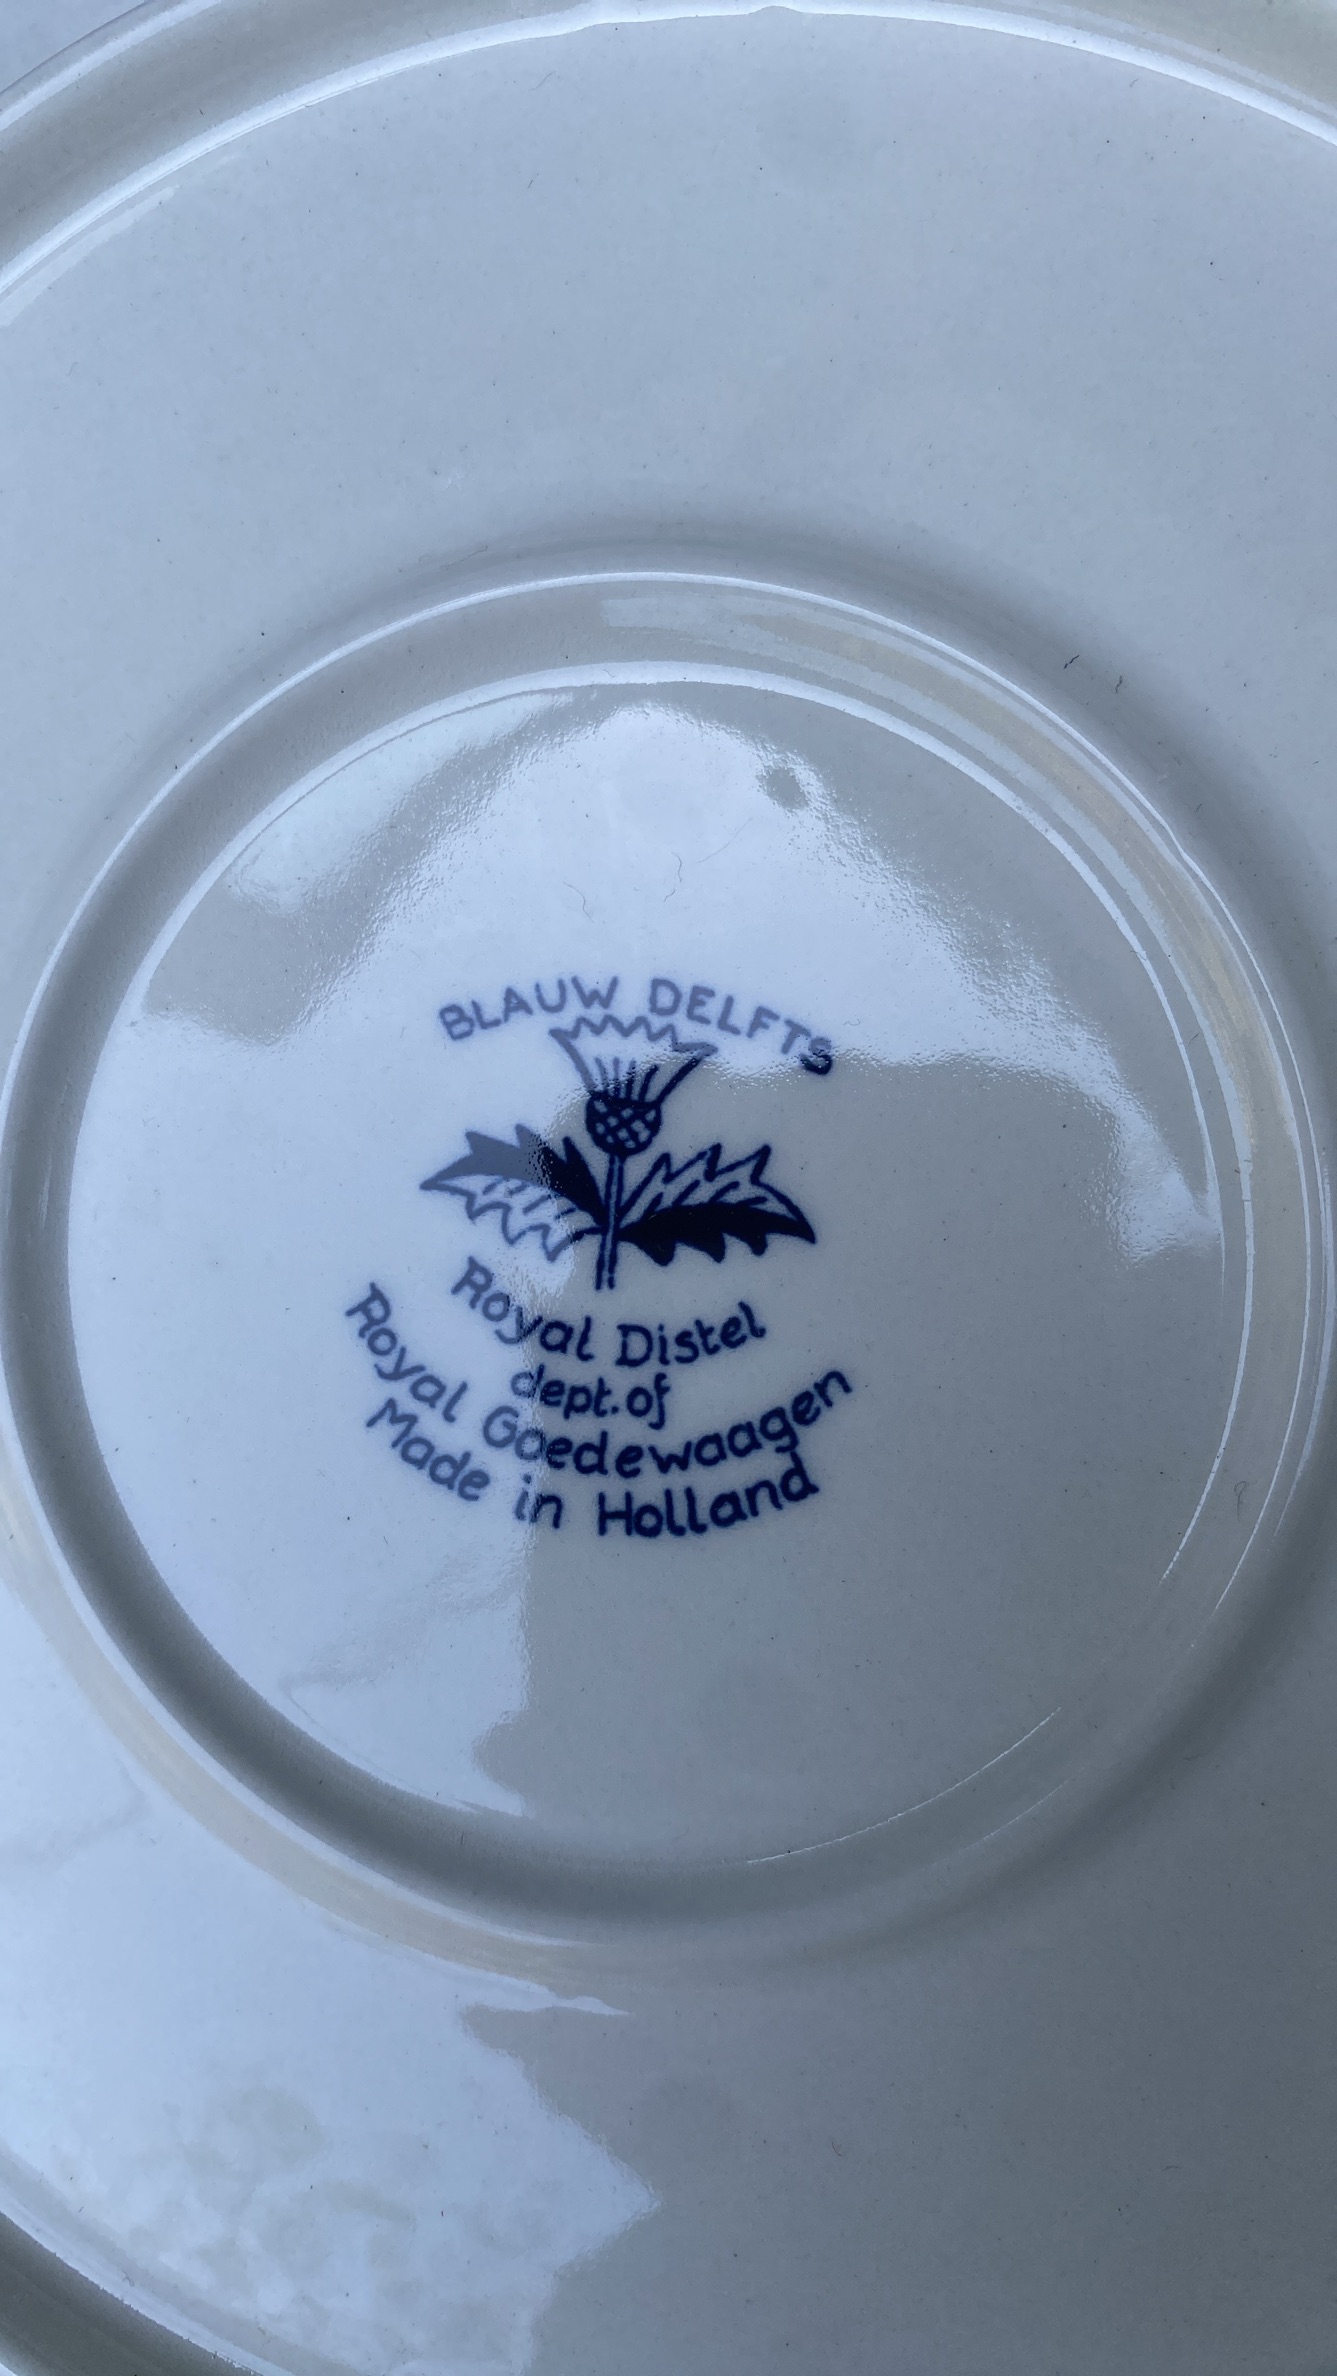 BLAUW DELFTS
Royal Distel
dept. of
Royal Goedewaagen
Made in Holland